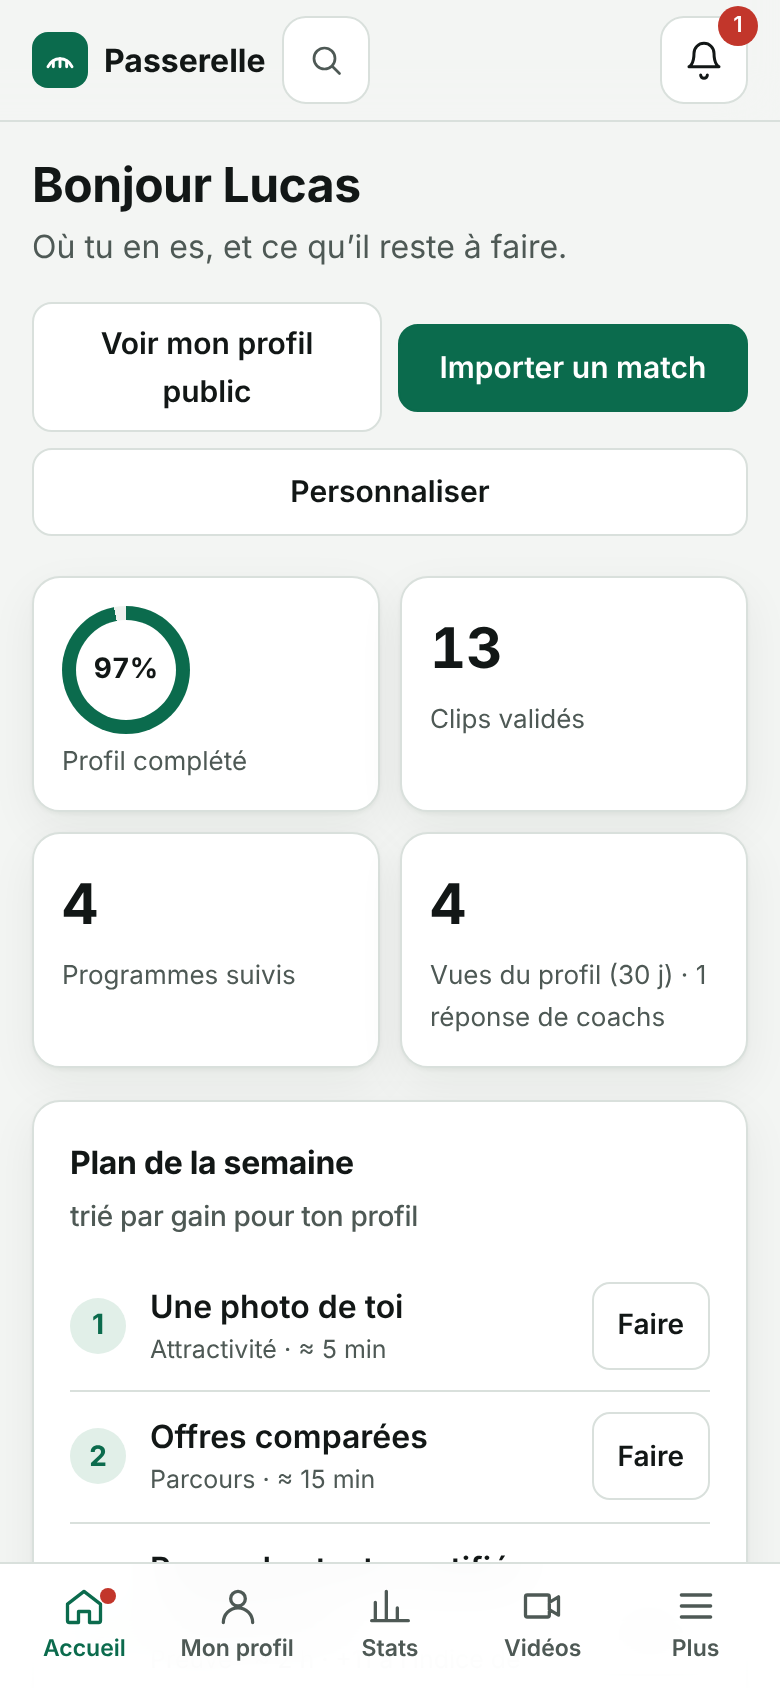 Passerelle
1
Bonjour Lucas
Où tu en es, et ce qu’il reste à faire.
Voir mon profil
public
Importer un match
Personnaliser
97%
Profil complété
13
Clips validés
4
Programmes suivis
4
Vues du profil (30 j) · 1
réponse de coachs
Plan de la semaine
trié par gain pour ton profil
1
Une photo de toi
Attractivité · ≈ 5 min
Faire
2
Offres comparées
Parcours · ≈ 15 min
Faire
Accueil
Mon profil
Stats
Vidéos
Plus